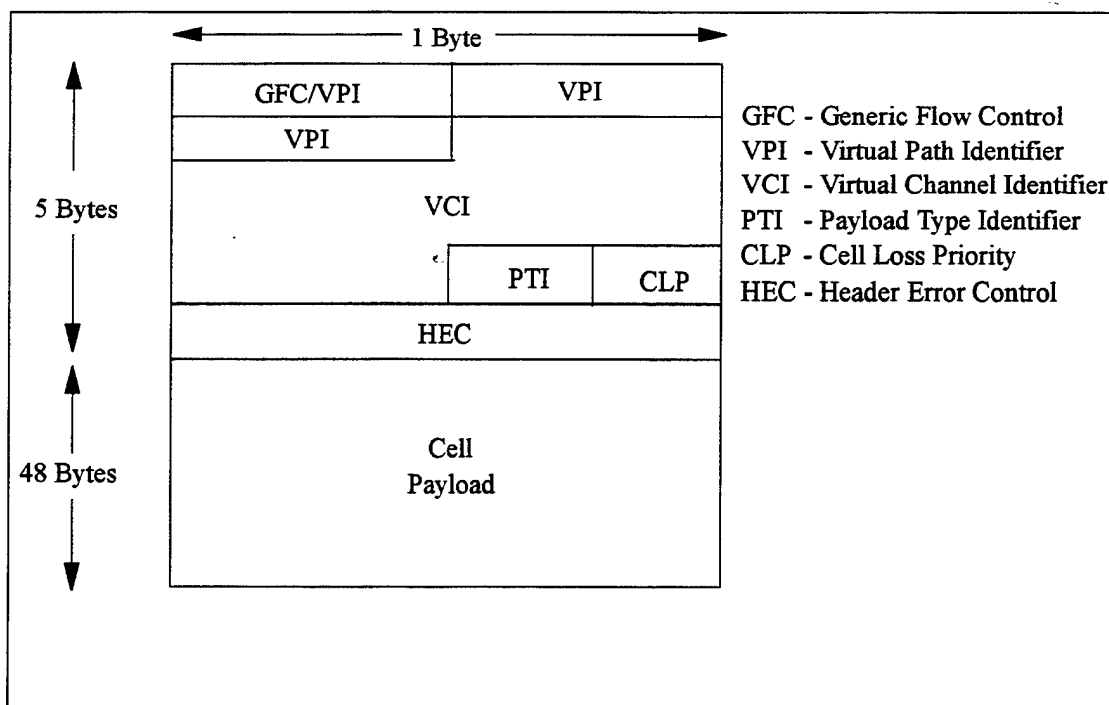 1 Byte
GFC/VPI VPI
VPI
VCI
PTI CLP
HEC
Cell
Payload
5 Bytes
48 Bytes
GFC - Generic Flow Control
VPI - Virtual Path Identifier
VCI - Virtual Channel Identifier
PTI - Payload Type Identifier
CLP - Cell Loss Priority
HEC - Header Error Control